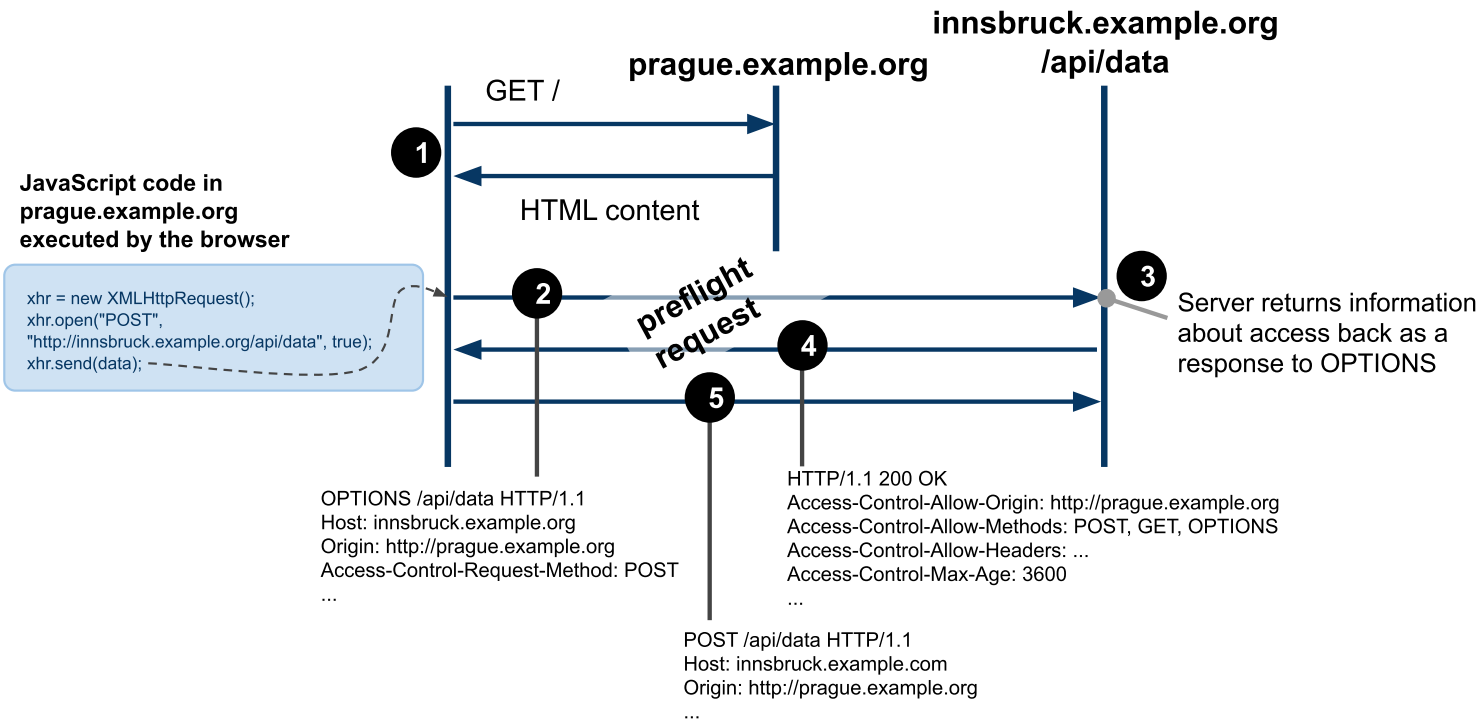 innsbruck.example.org
/api/data
prague.example.org
GET /
1
HTML content
JavaScript code in
prague.example.org
executed by the browser
xhr = new XMLHttpRequest();
xhr.open("POST",
"http://innsbruck.example.org/api/data", true);
xhr.send(data);
2
preflight
request
3
Server returns information
about access back as a
response to OPTIONS
4
5
OPTIONS /api/data HTTP/1.1
Host: innsbruck.example.org
Origin: http://prague.example.org
Access-Control-Request-Method: POST
...
HTTP/1.1 200 OK
Access-Control-Allow-Origin: http://prague.example.org
Access-Control-Allow-Methods: POST, GET, OPTIONS
Access-Control-Allow-Headers: ...
Access-Control-Max-Age: 3600
...
POST /api/data HTTP/1.1
Host: innsbruck.example.com
Origin: http://prague.example.org
...